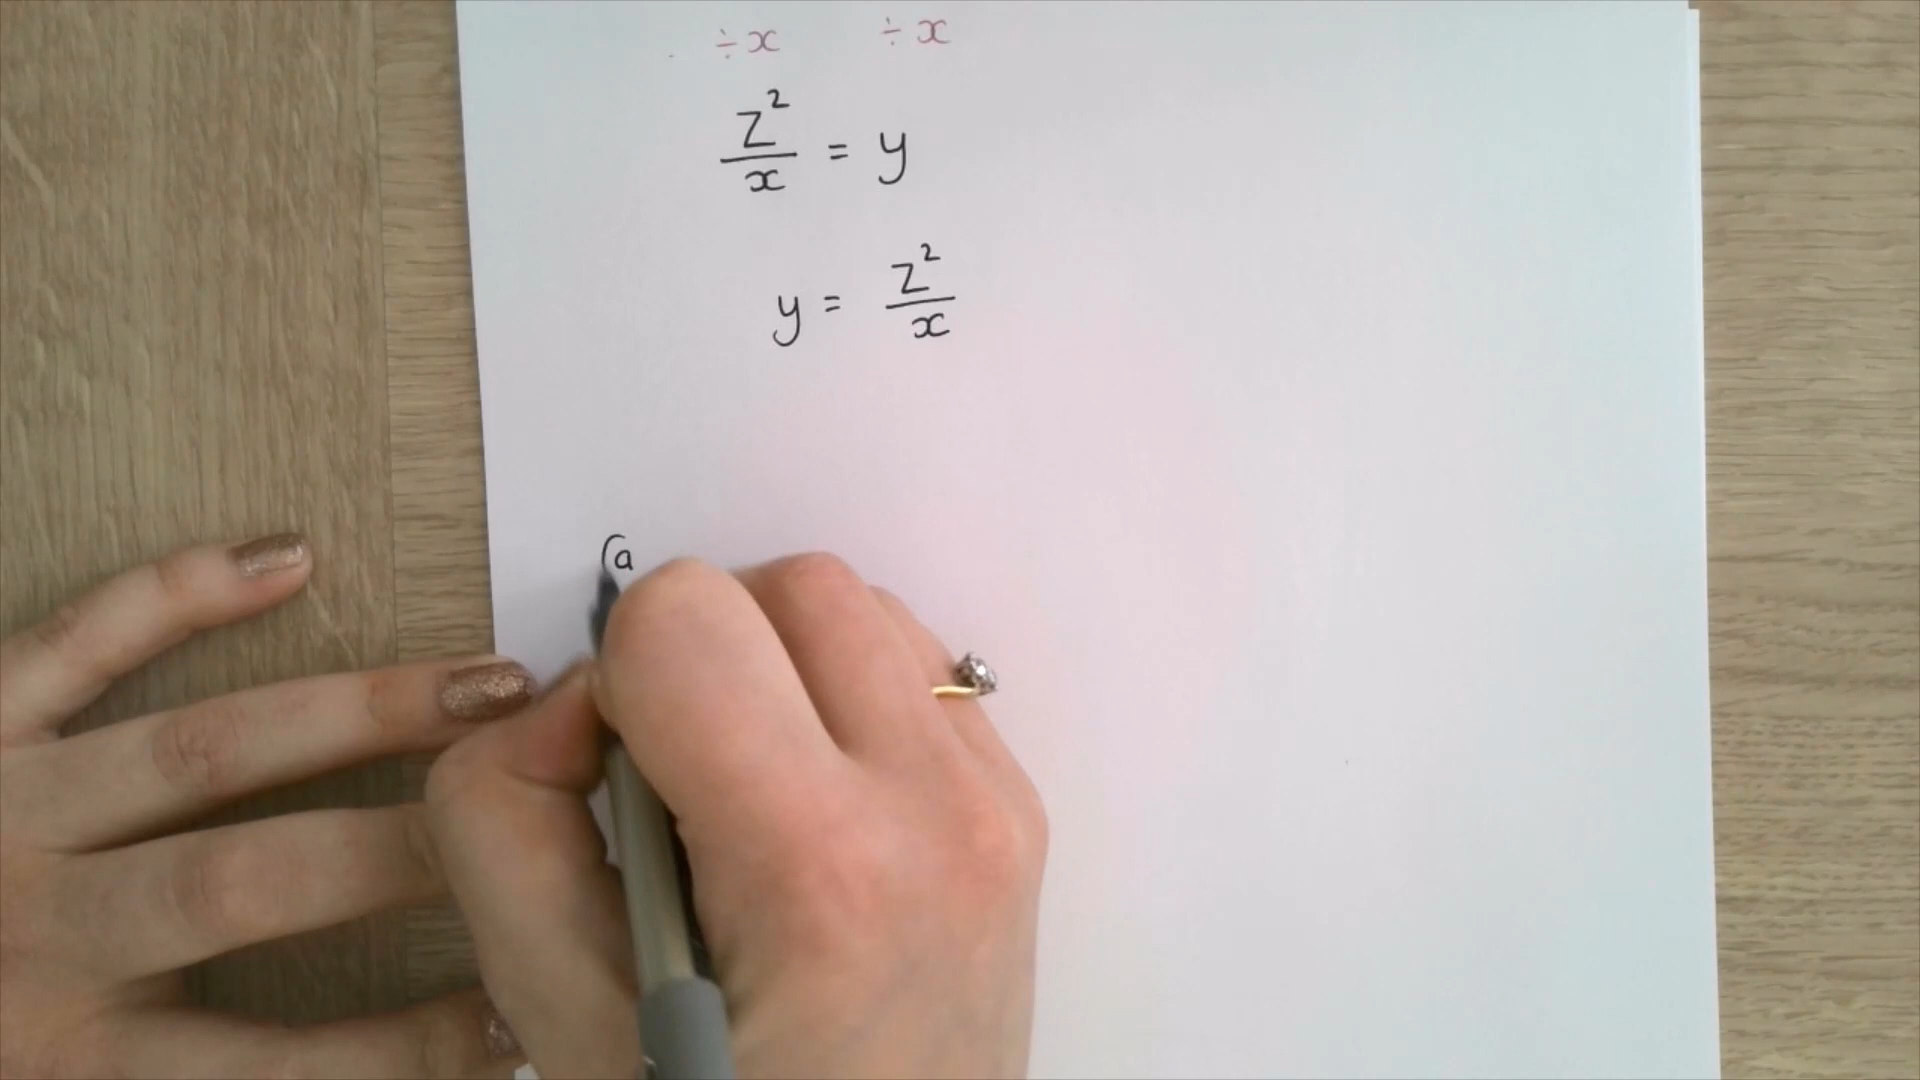 ÷x ÷x
z²/x = y
y = z²/x
(a